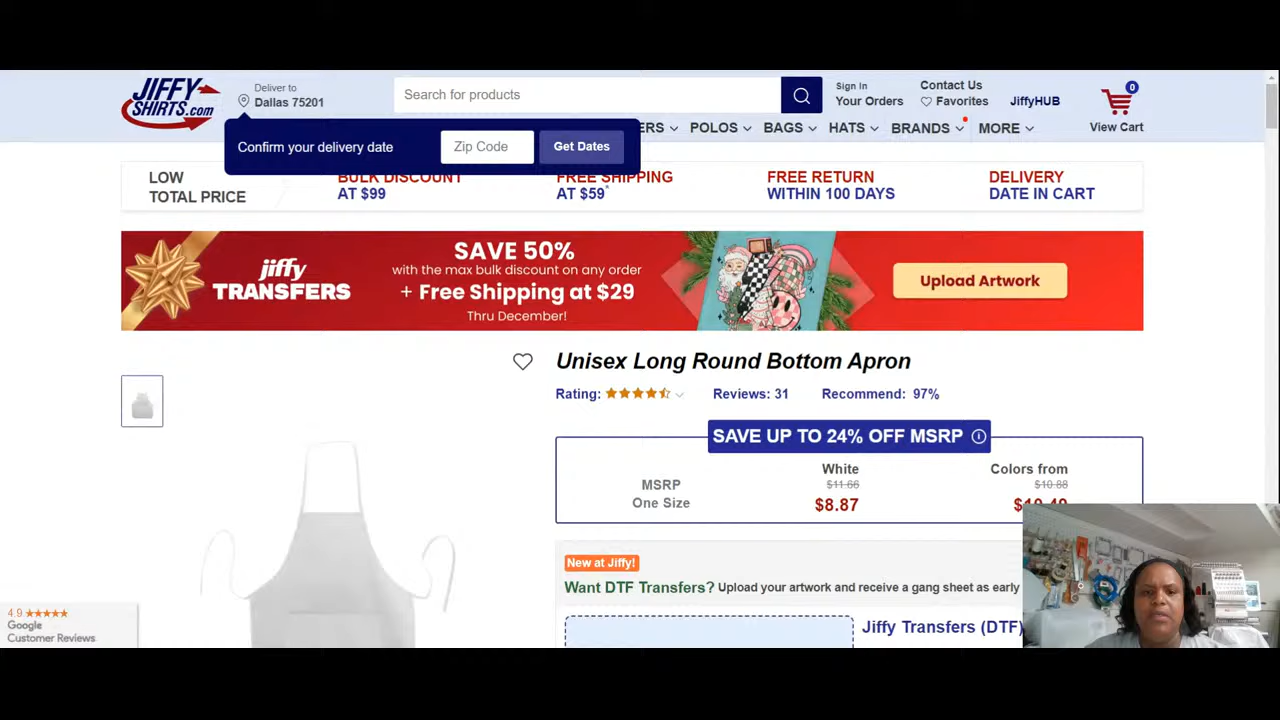 JIFFY
SHIRTS.com
Deliver to
Dallas 75201
Search for products
Sign In
Your Orders
Contact Us
Favorites
JiffyHUB
0
View Cart
Confirm your delivery date
Zip Code
Get Dates
ERS
POLOS
BAGS
HATS
BRANDS
MORE
LOW
TOTAL PRICE
BULK DISCOUNT
AT $99
FREE SHIPPING
AT $59*
FREE RETURN
WITHIN 100 DAYS
DELIVERY
DATE IN CART
jiffy
TRANSFERS
SAVE 50%
with the max bulk discount on any order
+ Free Shipping at $29
Thru December!
Upload Artwork
Unisex Long Round Bottom Apron
Rating:
Reviews: 31
Recommend: 97%
SAVE UP TO 24% OFF MSRP
White
Colors from
MSRP
$11.66
$10.88
One Size
$8.87
$10.49
New at Jiffy!
Want DTF Transfers? Upload your artwork and receive a gang sheet as early
Jiffy Transfers (DTF)
4.9
Google
Customer Reviews